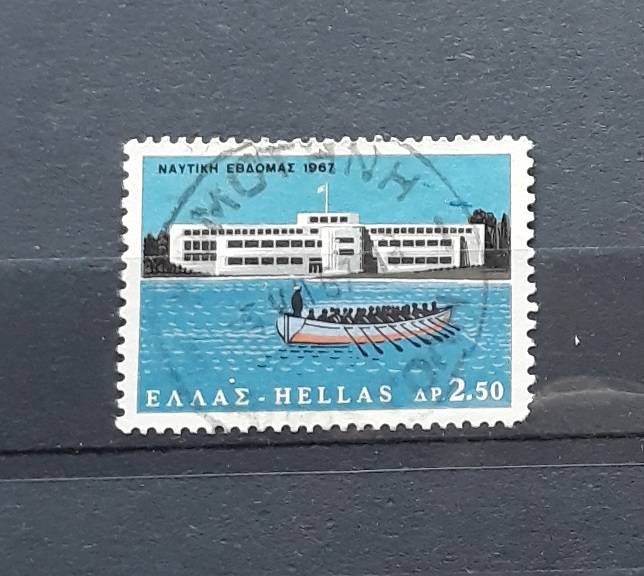 ΝΑΥΤΙΚΗ ΕΒΔΟΜΑΣ 1967
ΕΛΛΑΣ - HELLAS ΔΡ. 2.50